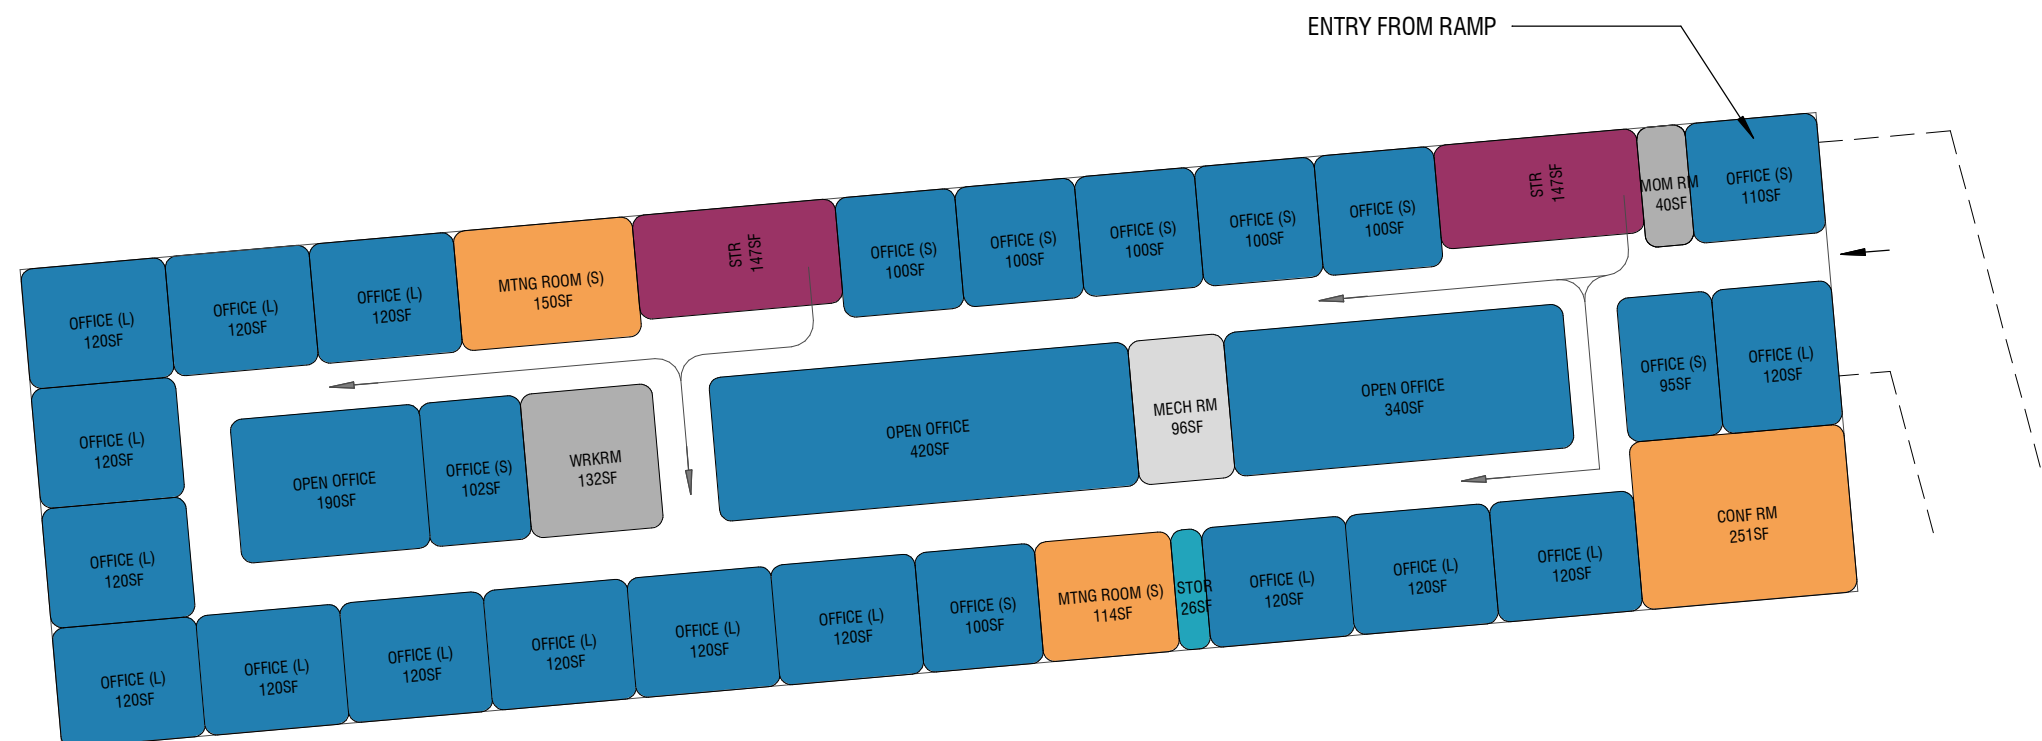 ENTRY FROM RAMP
OFFICE (L)
120SF
OFFICE (L)
120SF
OFFICE (L)
120SF
MTNG ROOM (S)
150SF
STR
147SF
OFFICE (S)
100SF
OFFICE (S)
100SF
OFFICE (S)
100SF
OFFICE (S)
100SF
OFFICE (S)
100SF
STR
147SF
MOM RM
40SF
OFFICE (S)
110SF
OFFICE (L)
120SF
OPEN OFFICE
190SF
OFFICE (S)
102SF
WRKRM
132SF
OPEN OFFICE
420SF
MECH RM
96SF
OPEN OFFICE
340SF
OFFICE (S)
95SF
OFFICE (L)
120SF
OFFICE (L)
120SF
CONF RM
251SF
OFFICE (L)
120SF
OFFICE (L)
120SF
OFFICE (L)
120SF
OFFICE (L)
120SF
OFFICE (L)
120SF
OFFICE (L)
120SF
OFFICE (S)
100SF
MTNG ROOM (S)
114SF
STOR
26SF
OFFICE (L)
120SF
OFFICE (L)
120SF
OFFICE (L)
120SF